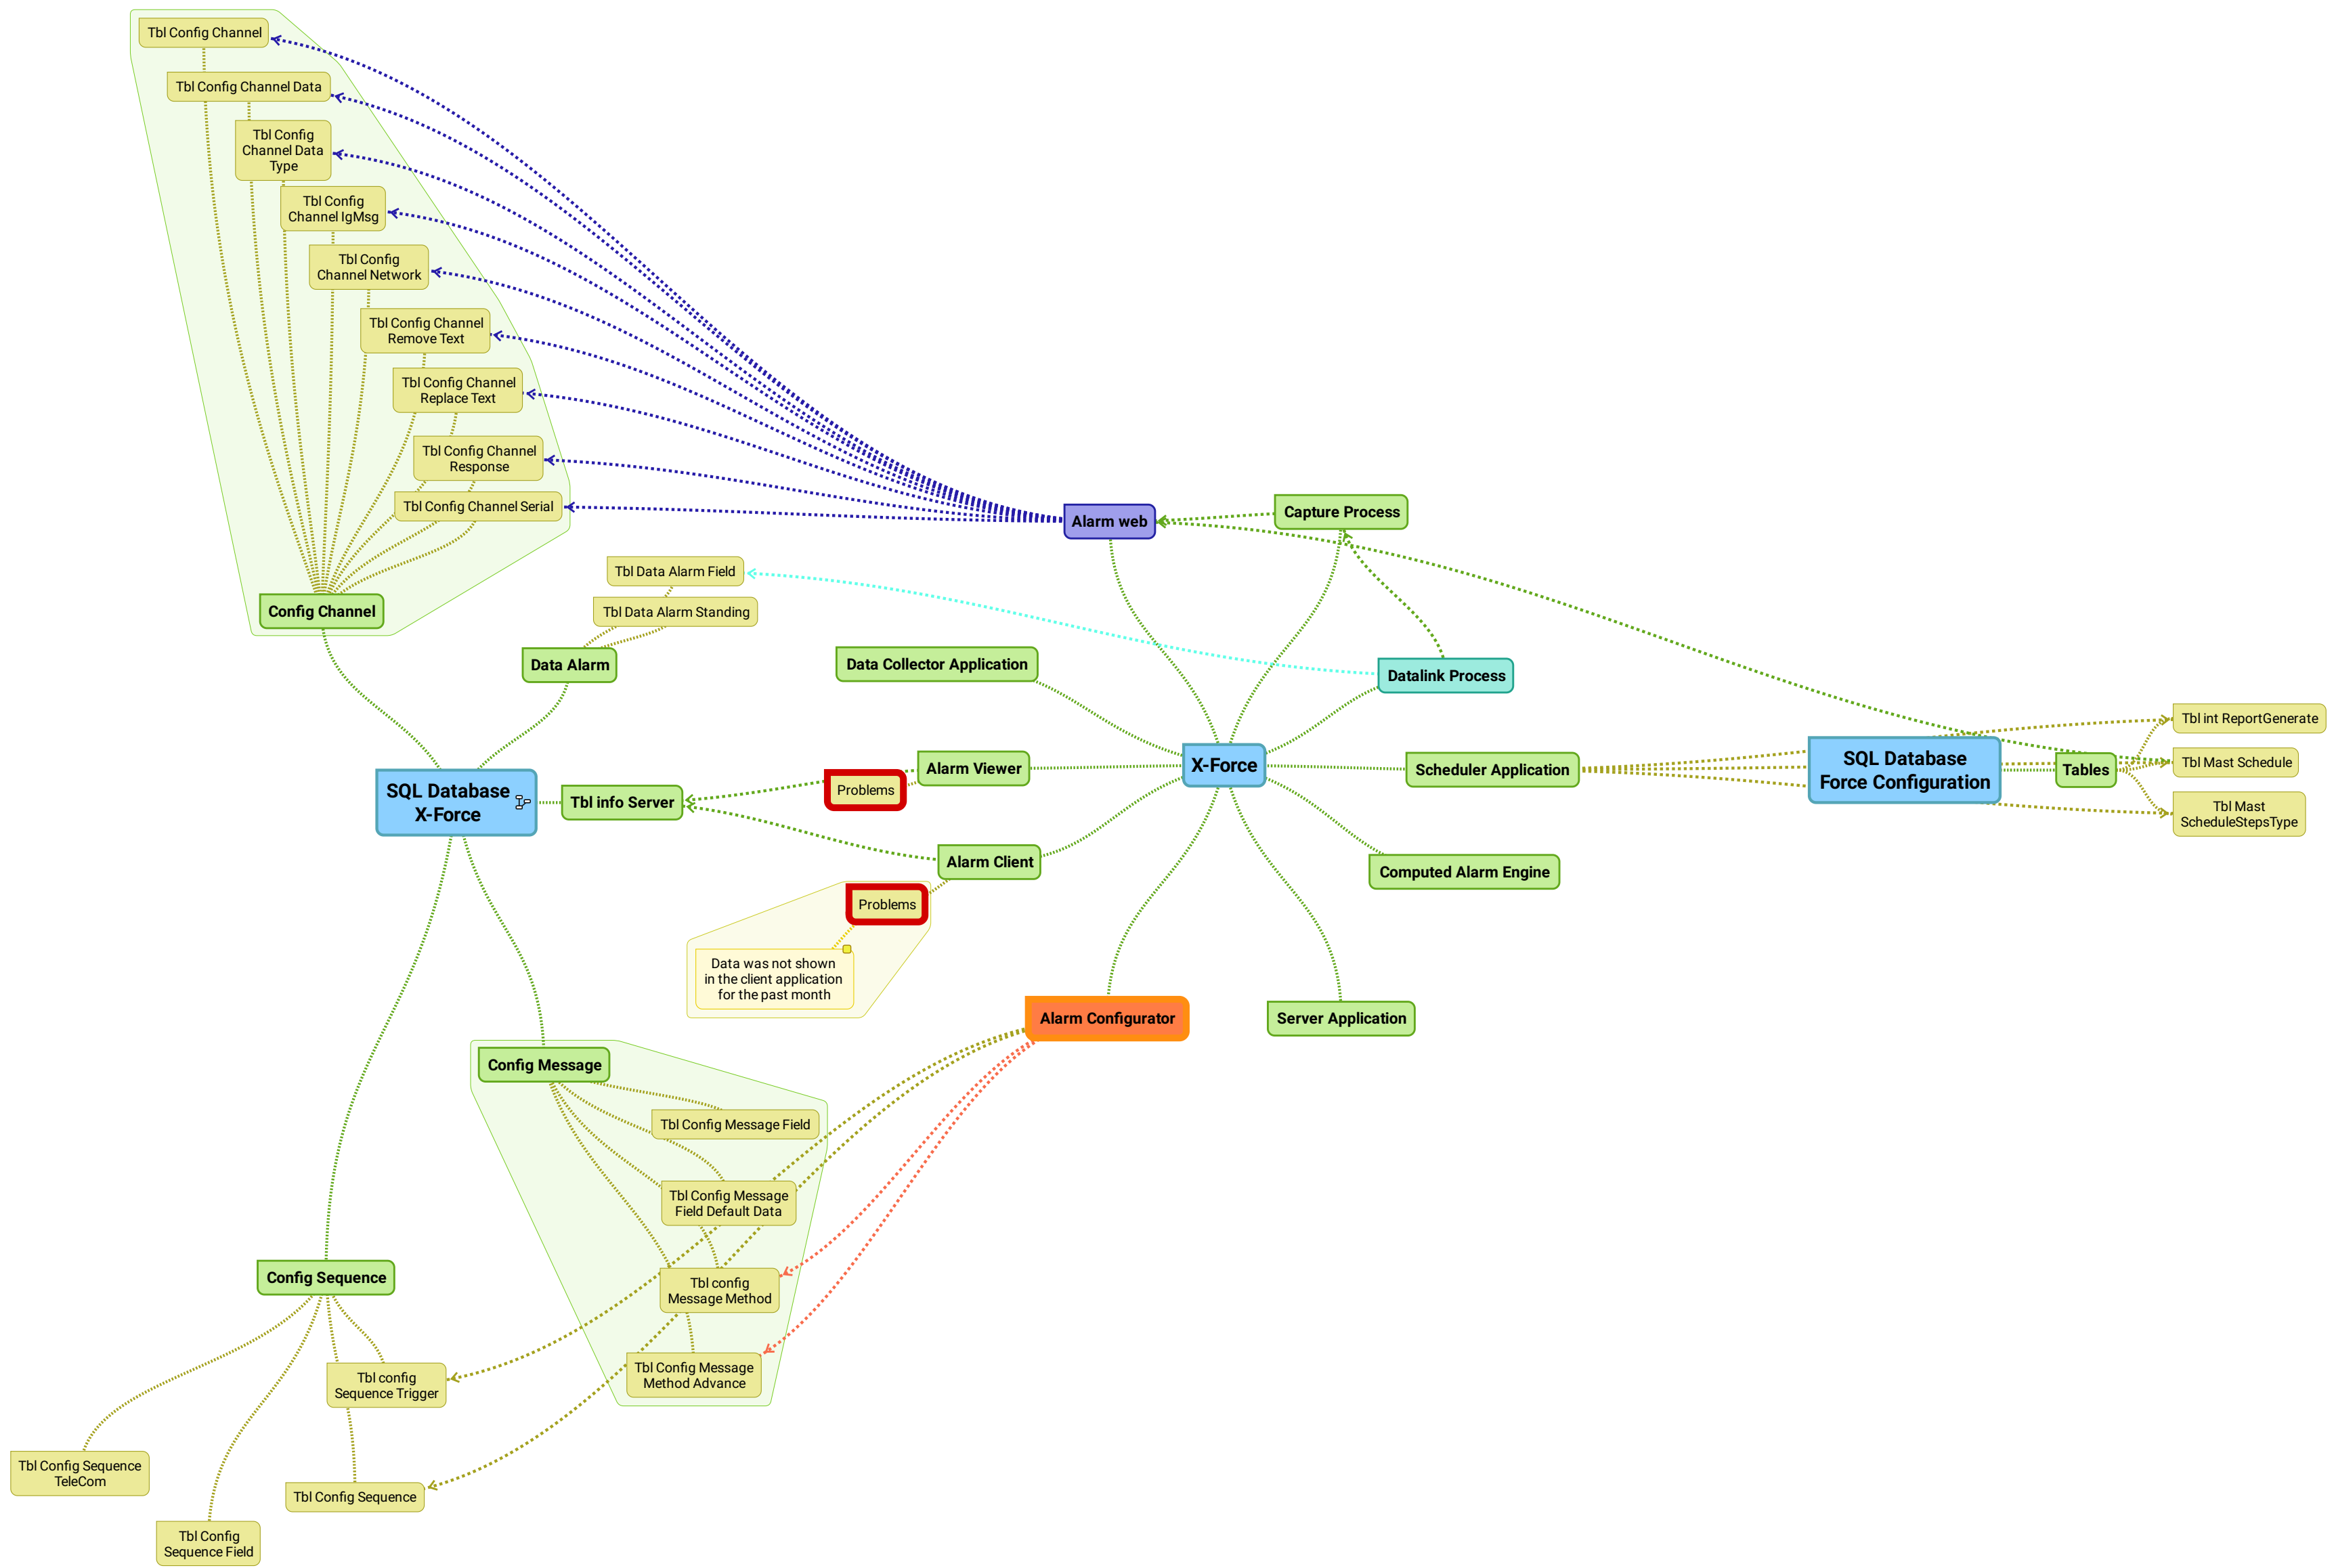 Tbl Config Channel
Tbl Config Channel Data
Tbl Config
Channel Data
Type
Tbl Config
Channel IgMsg
Tbl Config
Channel Network
Tbl Config Channel
Remove Text
Tbl Config Channel
Replace Text
Tbl Config Channel
Response
Tbl Config Channel Serial
Config Channel
Tbl Data Alarm Field
Tbl Data Alarm Standing
Data Alarm
SQL Database
X-Force
Tbl info Server
Config Message
Tbl Config Message Field
Tbl Config Message
Field Default Data
Tbl config
Message Method
Tbl Config Message
Method Advance
Config Sequence
Tbl config
Sequence Trigger
Tbl Config Sequence
TeleCom
Tbl Config Sequence
Tbl Config
Sequence Field
Alarm web
Capture Process
Data Collector Application
Datalink Process
Alarm Viewer
Problems
X-Force
Scheduler Application
Alarm Client
Problems
Data was not shown
in the client application
for the past month
Computed Alarm Engine
Alarm Configurator
Server Application
SQL Database
Force Configuration
Tables
Tbl int ReportGenerate
Tbl Mast Schedule
Tbl Mast
ScheduleStepsType